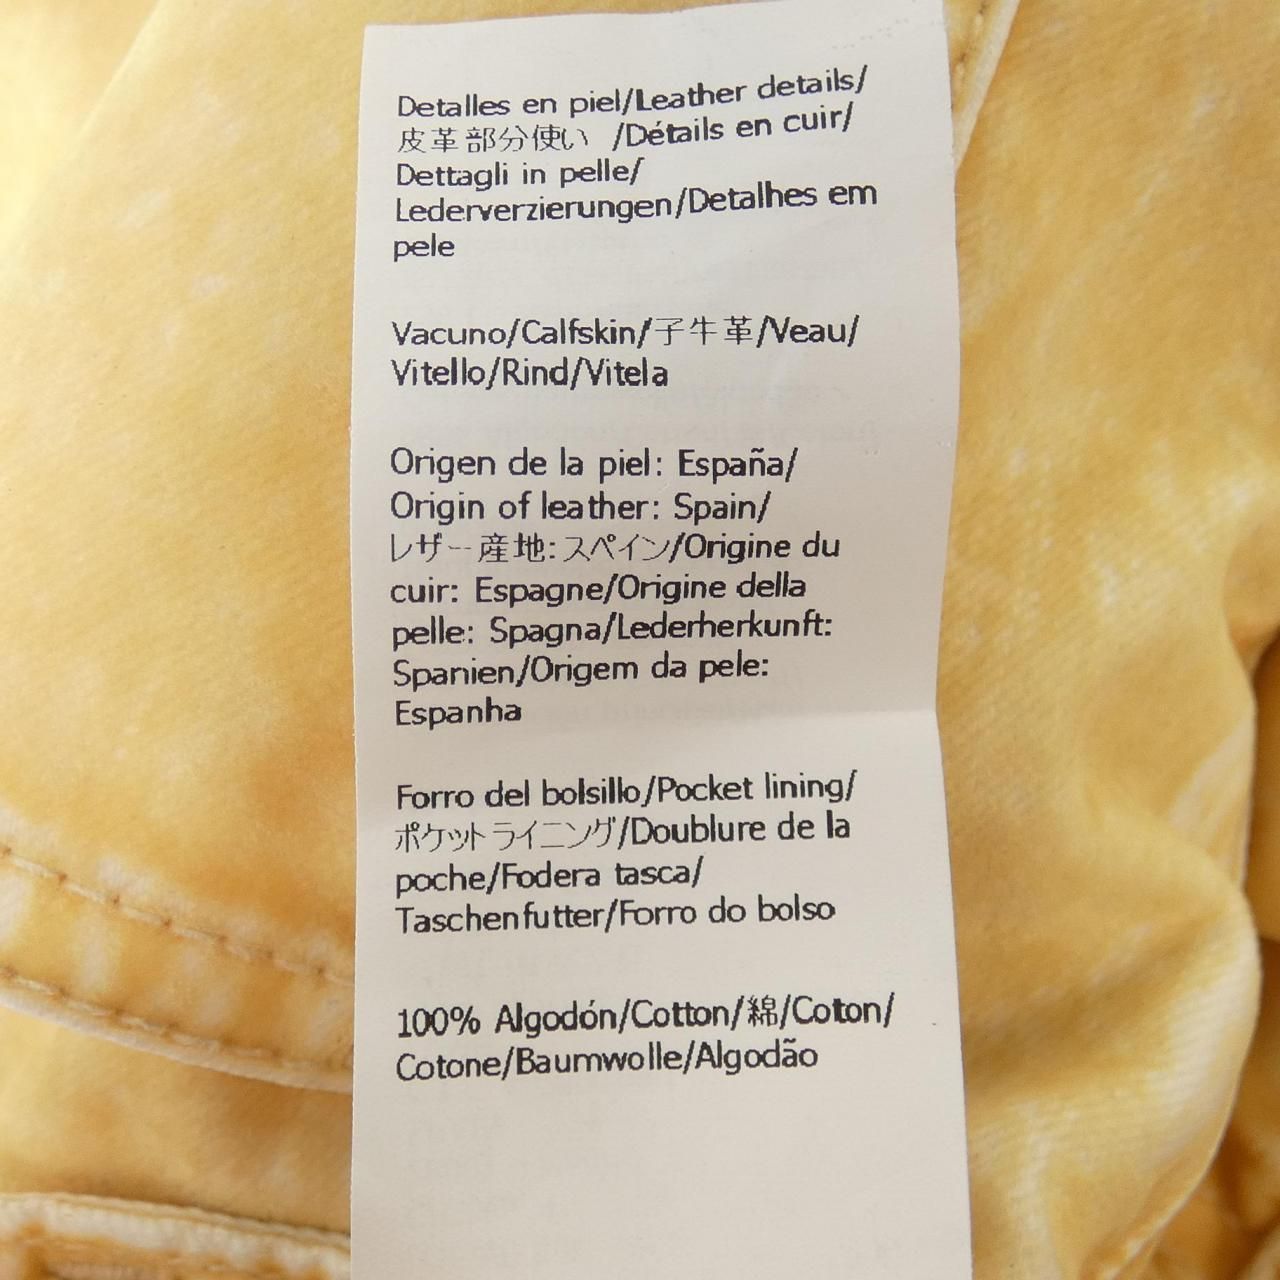 Detalles en piel/Leather details/
皮革部分使い /Détails en cuir/
Dettagli in pelle/
Lederverzierungen/Detalhes em
pele
Vacuno/Calfskin/子牛革/Veau/
Vitello/Rind/Vitela
Origen de la piel: España/
Origin of leather: Spain/
レザー産地:スペイン/Origine du
cuir: Espagne/Origine della
pelle: Spagna/Lederherkunft:
Spanien/Origem da pele:
Espanha
Forro del bolsillo/Pocket lining/
ポケットライニング/Doublure de la
poche/Fodera tasca/
Taschenfutter/Forro do bolso
100% Algodón/Cotton/綿/Coton/
Cotone/Baumwolle/Algodão